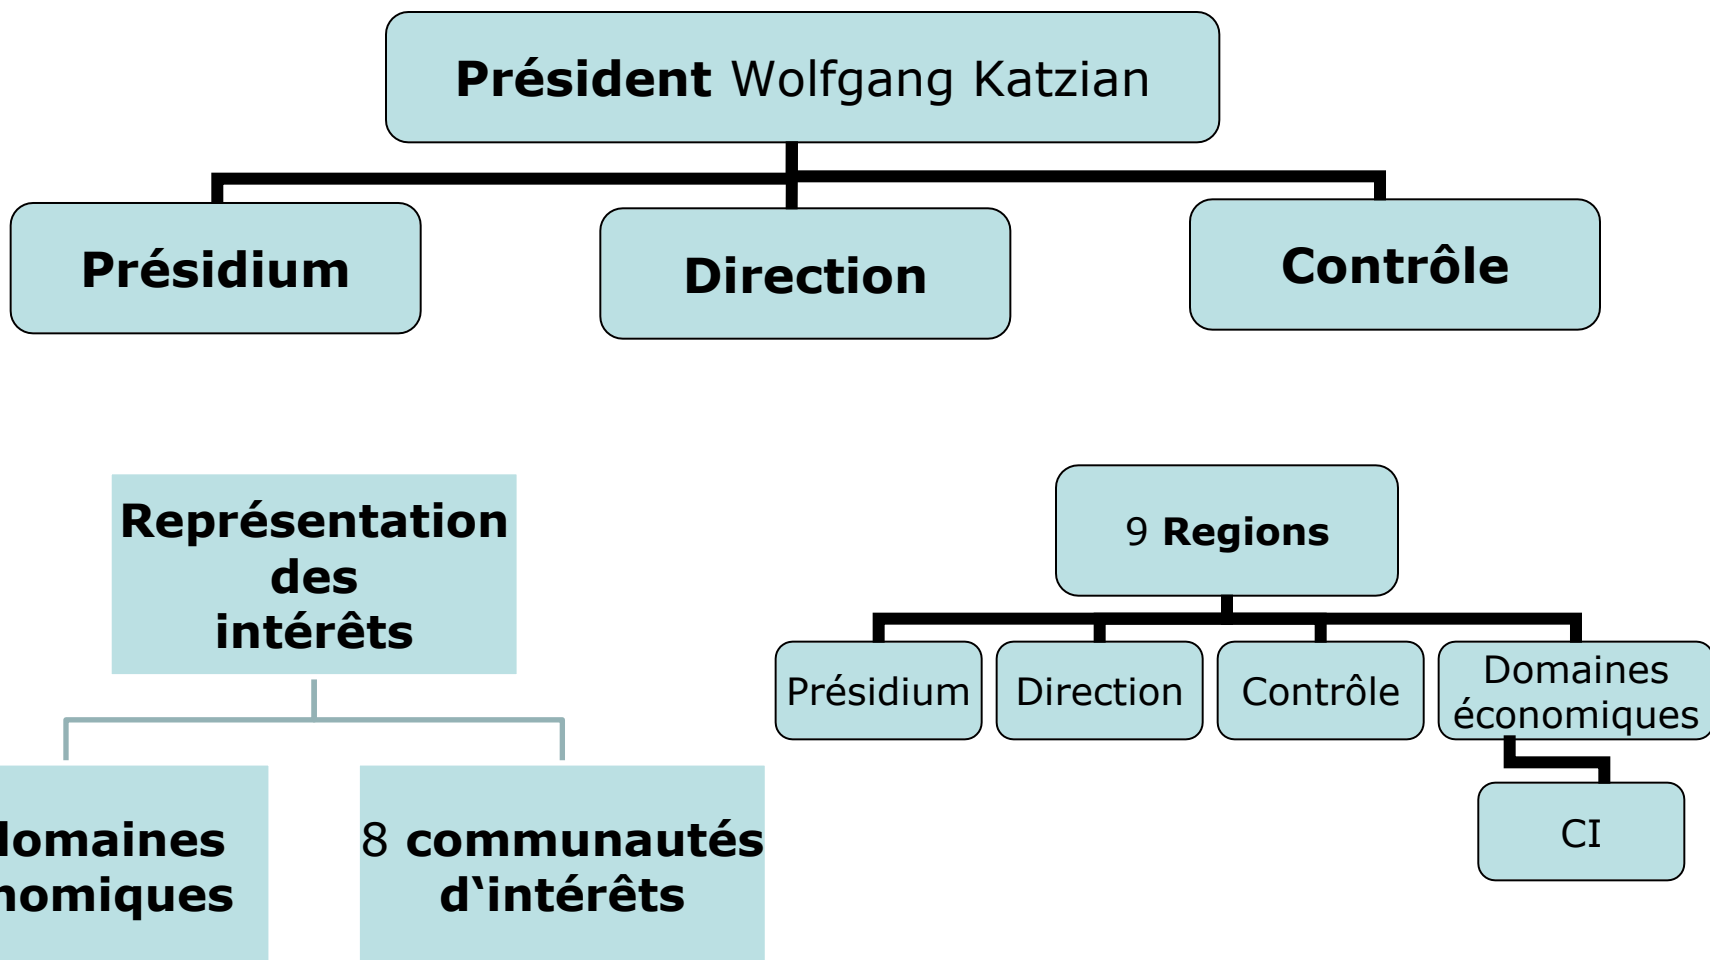 Président Wolfgang Katzian
Présidium
Direction
Contrôle
Représentation
des
intérêts
8 communautés
d‘intérêts
9 Regions
Présidium
Direction
Contrôle
Domaines
économiques
CI